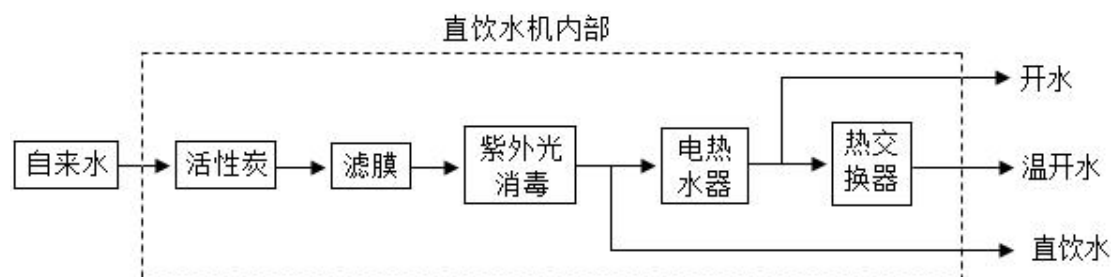 直饮水机内部
开水
自来水
活性炭
滤膜
紫外光
消毒
电热
水器
热交
换器
温开水
直饮水